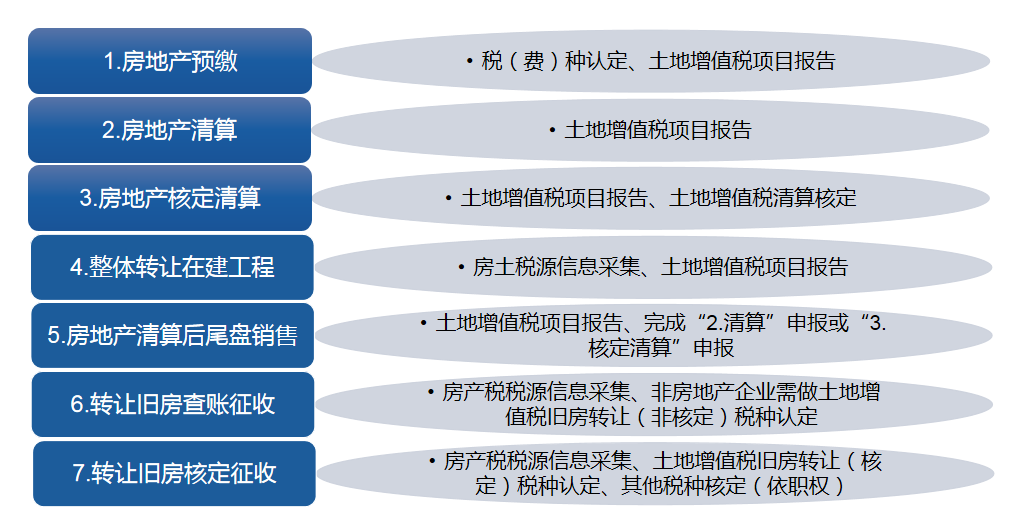 1.房地产预缴
•税（费）种认定、土地增值税项目报告
2.房地产清算
•土地增值税项目报告
3.房地产核定清算
•土地增值税项目报告、土地增值税清算核定
4.整体转让在建工程
•房土税源信息采集、土地增值税项目报告
5.房地产清算后尾盘销售
•土地增值税项目报告、完成“2.清算”申报或“3.
核定清算”申报
6.转让旧房查账征收
•房产税税源信息采集、非房地产企业需做土地增
值税旧房转让（非核定）税种认定
7.转让旧房核定征收
•房产税税源信息采集、土地增值税旧房转让（核
定）税种认定、其他税种核定（依职权）